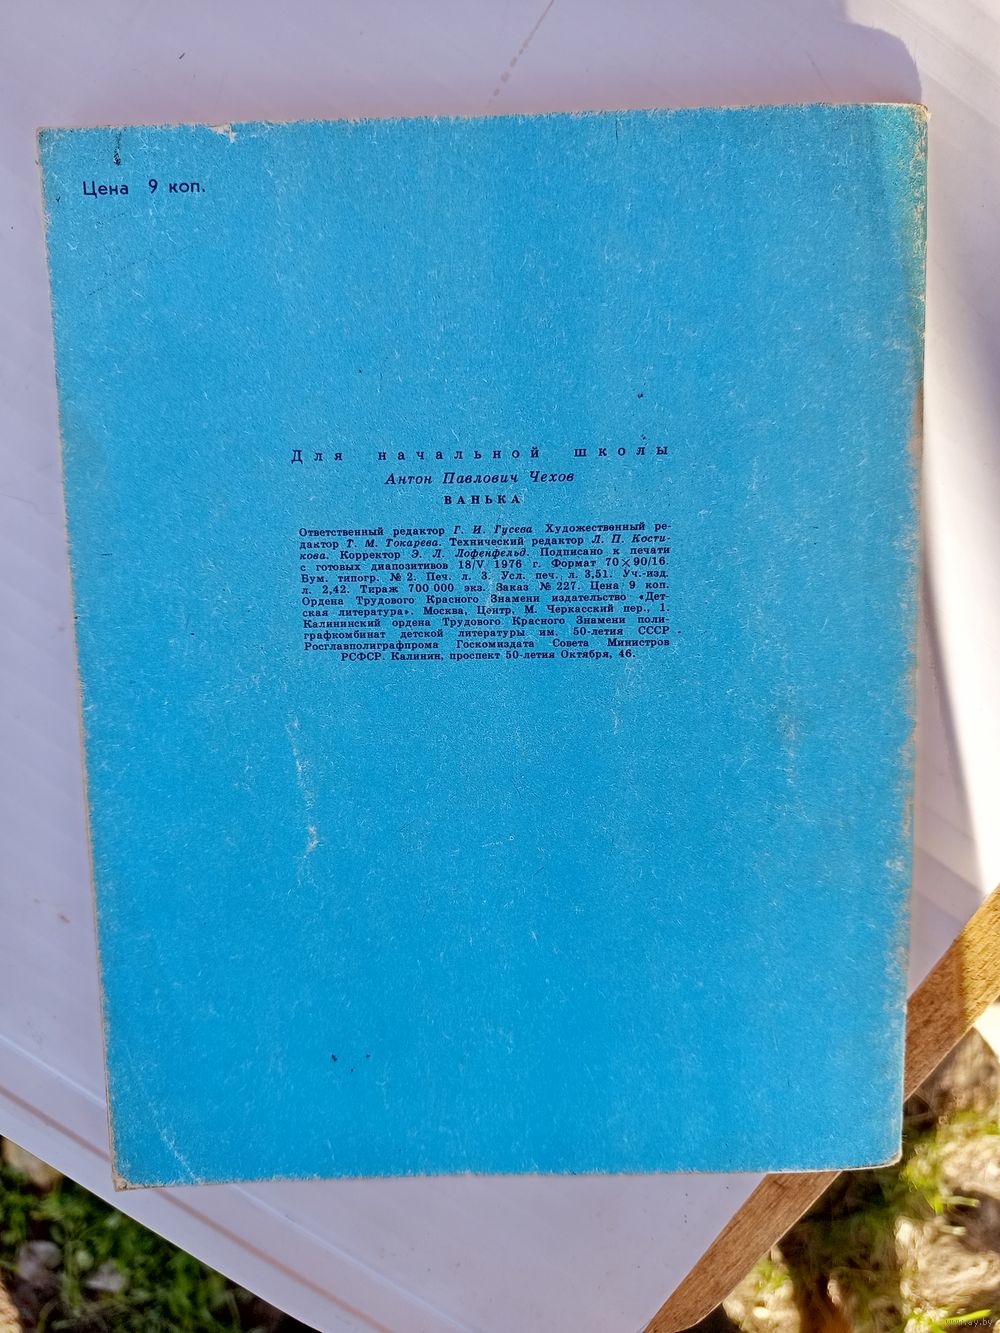 Цена 9 коп.
Для начальной школы
Антон Павлович Чехов
ВАНЬКА
Ответственный редактор Г. И. Гусева Художественный ре-
дактор Т. М. Токарева. Технический редактор Л. П. Кости-
кова. Корректор Э. Л. Лофенфельд. Подписано к печати
с готовых диапозитивов 18/V 1976 г. Формат 70×90/16.
Бум. типогр. №2. Печ. л. 3. Усл. печ. л. 3,51. Уч.-изд.
л. 2,42. Тираж 700 000 экз. Заказ №227. Цена 9 коп.
Ордена Трудового Красного Знамени издательство «Дет-
ская литература». Москва, Центр, М. Черкасский пер., 1.
Калининский ордена Трудового Красного Знамени поли-
графкомбинат детской литературы им. 50-летия СССР
Росглавполиграфпрома Госкомиздата Совета Министров
РСФСР. Калинин, проспект 50-летия Октября, 46.